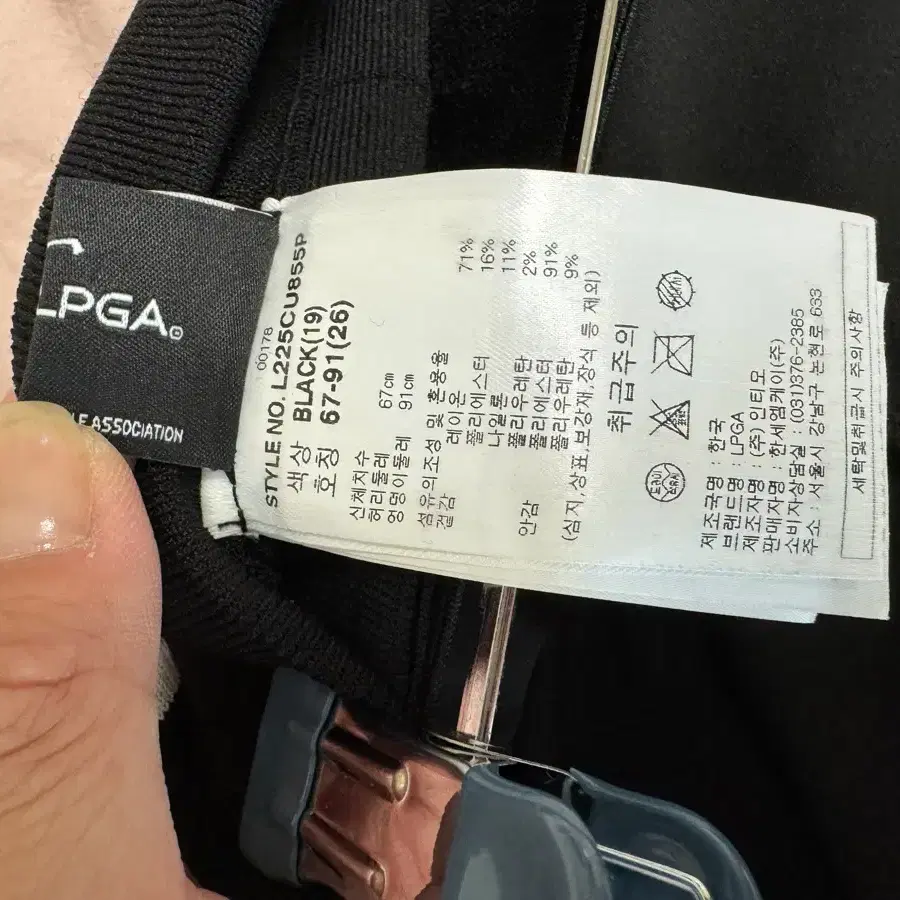 LPGA
ASSOCIATION
00178
STYLE NO. L225CU855P
색 상 BLACK(19)
호 칭 67-91(26)
신체치수
허리둘레 67cm
엉덩이둘레 91cm
섬유의 조성 및 혼용율
겉감 레이온 71%
폴리에스터 16%
나일론 11%
폴리우레탄 2%
안감 폴리에스터 91%
폴리우레탄 9%
(심지,상표,보강재,장식 등 제외)
취급주의
제조국명 : 한국
브랜드명 : LPGA
제조자명 : (주) 인티모
판매자명 : 한세엠케이(주)
소비자상담실 : (031)376-2385
주소 : 서울시 강남구 논현로 633
세탁및취급시 주의사항